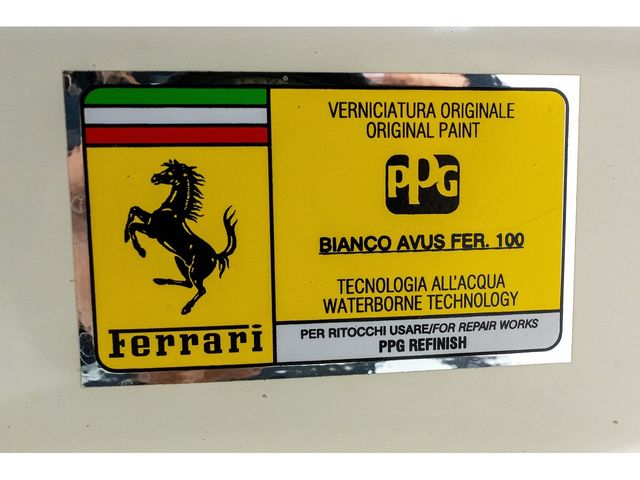 VERNICIATURA ORIGINALE
ORIGINAL PAINT
PPG
BIANCO AVUS FER. 100
TECNOLOGIA ALL'ACQUA
WATERBORNE TECHNOLOGY
Ferrari
PER RITOCCHI USARE/FOR REPAIR WORKS
PPG REFINISH